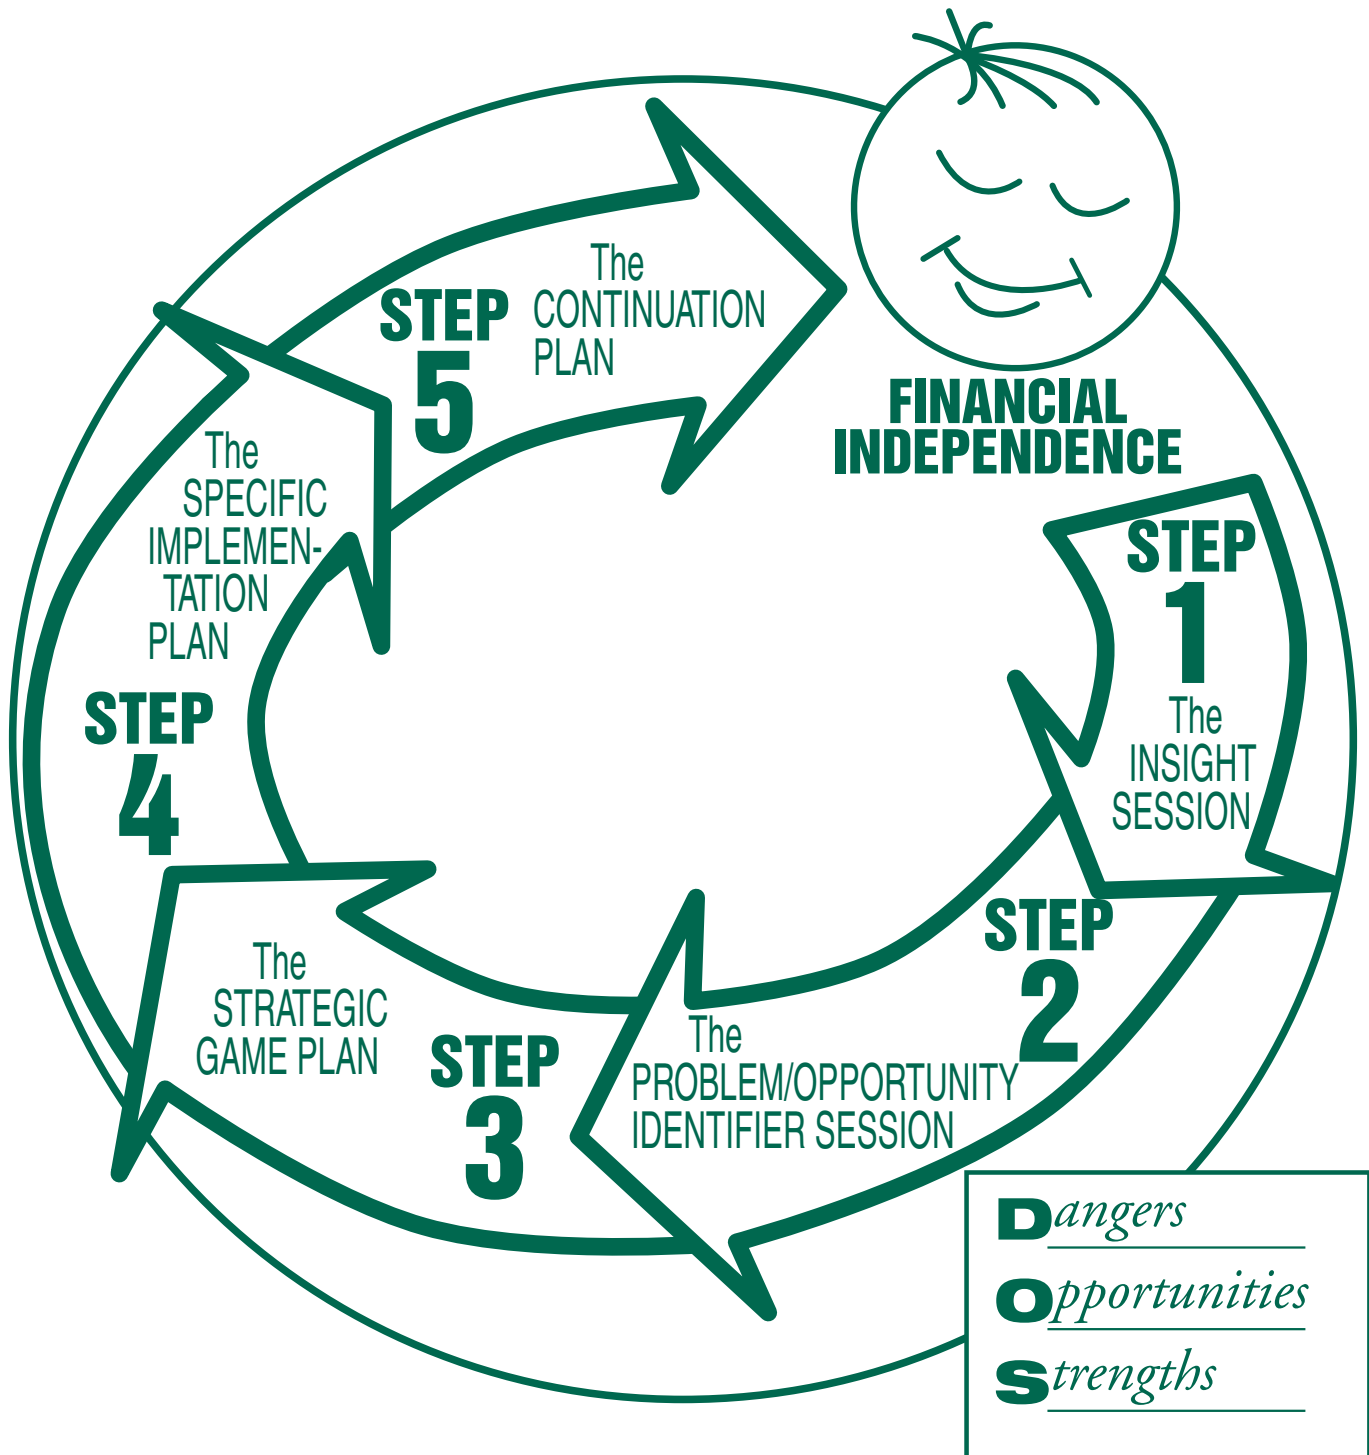 FINANCIAL
INDEPENDENCE
STEP
1
The
INSIGHT
SESSION
STEP
2
The
PROBLEM/OPPORTUNITY
IDENTIFIER SESSION
STEP
3
The
STRATEGIC
GAME PLAN
STEP
4
The
SPECIFIC
IMPLEMEN-
TATION
PLAN
STEP
5
The
CONTINUATION
PLAN
Dangers
Opportunities
Strengths